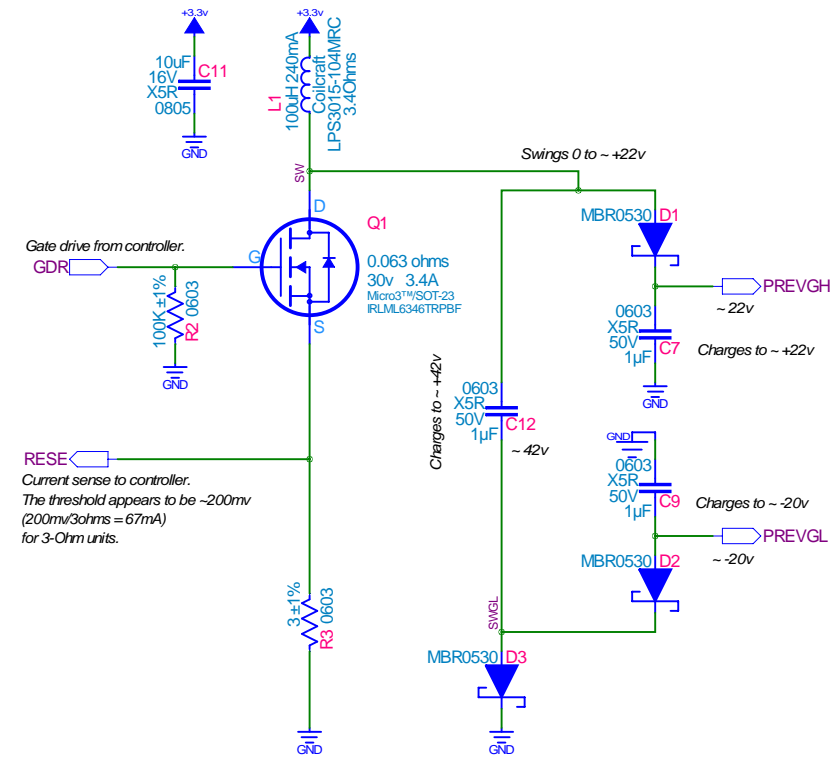 +3.3v
+3.3v
10uF
16V
X5R
0805
C11
GND
L1
100uH 240mA
Coilcraft
LPS3015-104MRC
3.4Ohms
SW
Swings 0 to ~ +22v
D
Q1
G
S
0.063 ohms
30v 3.4A
Micro3™/SOT-23
IRLML6346TRPBF
Gate drive from controller.
GDR
100K ±1%
R2 0603
GND
MBR0530 D1
PREVGH
~ 22v
0603
X5R
50V
1µF
C7
Charges to ~ +22v
GND
Charges to ~ +42v
0603
X5R
50V
1µF
C12
~ 42v
RESE
Current sense to controller.
The threshold appears to be ~200mv
(200mv/3ohms = 67mA)
for 3-Ohm units.
GND
0603
X5R
50V
1µF
C9
Charges to ~ -20v
PREVGL
~ -20v
MBR0530 D2
3 ±1%
R3 0603
GND
SWGL
MBR0530 D3
GND